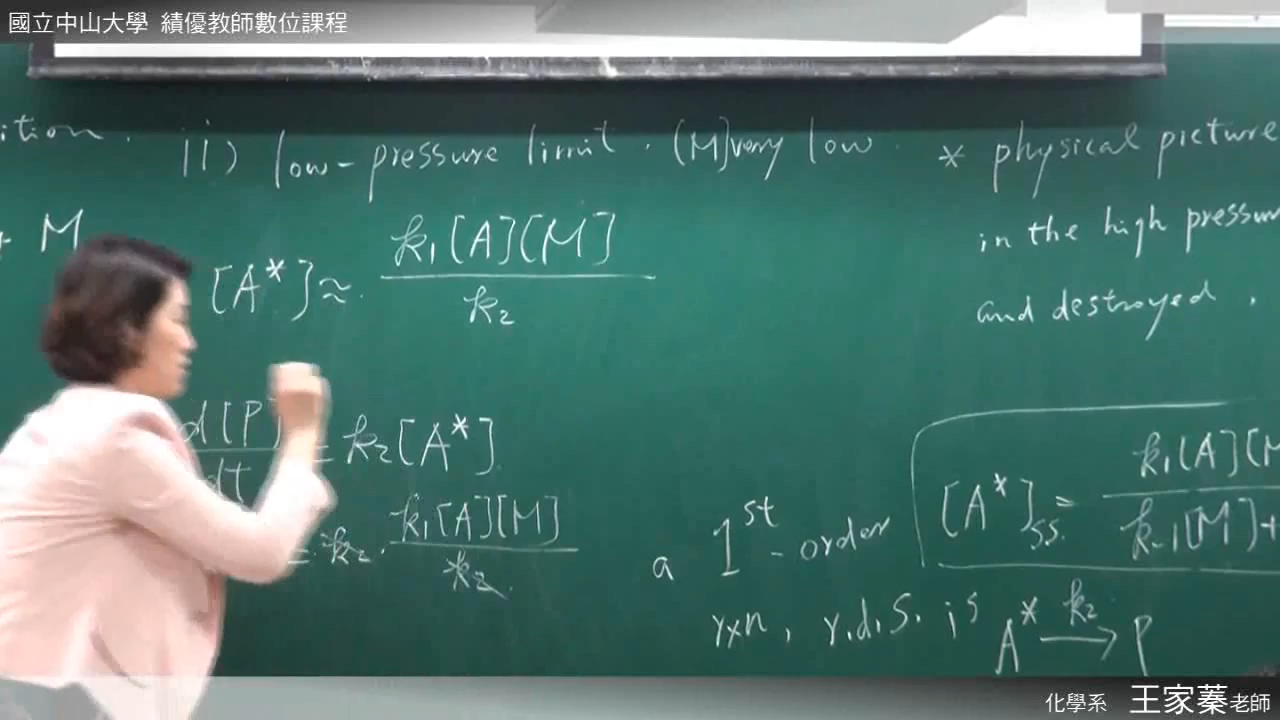 國立中山大學 績優教師數位課程
ition.
ii) low-pressure limit. [M] very low.
M
[A*] ≈ k₁[A][M] / k₂
d[P] / dt = k₂[A*]
= k₂ · k₁[A][M] / k₂
* physical picture
in the high pressur
and destroyed.
[A*]ss = k₁[A][M / k₋₁[M]+
a 1st-order
rxn, r.d.s. is A* —k₂→ P
化學系 王家蓁老師